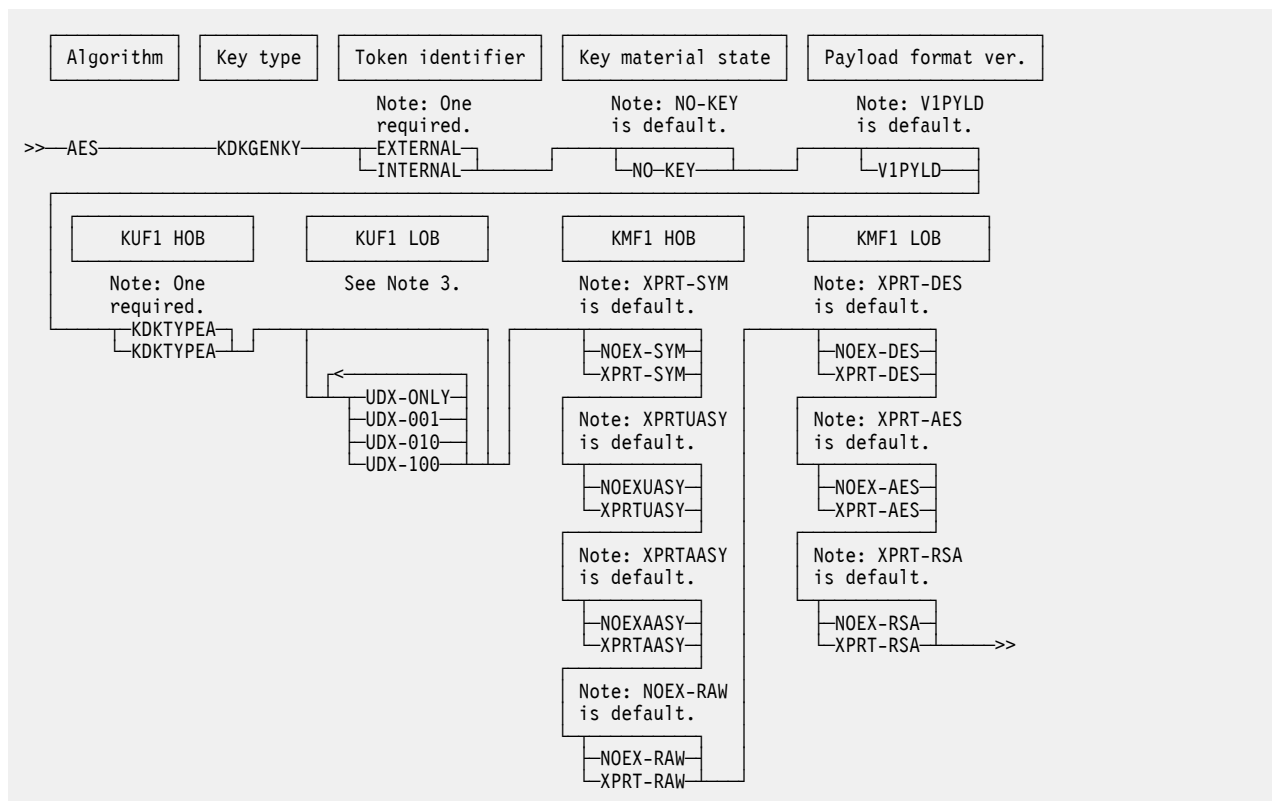 Algorithm Key type Token identifier Key material state Payload format ver.
Note: One Note: NO-KEY Note: V1PYLD
required. is default. is default.
>>—AES—KDKGENKY—EXTERNAL
INTERNAL NO-KEY V1PYLD
KUF1 HOB KUF1 LOB KMF1 HOB KMF1 LOB
Note: One See Note 3. Note: XPRT-SYM Note: XPRT-DES
required. is default. is default.
KDKTYPEA
KDKTYPEA NOEX-SYM NOEX-DES
< XPRT-SYM XPRT-DES
UDX-ONLY
UDX-001 Note: XPRTUASY Note: XPRT-AES
UDX-010 is default. is default.
UDX-100
NOEXUASY NOEX-AES
XPRTUASY XPRT-AES
Note: XPRTAASY Note: XPRT-RSA
is default. is default.
NOEXAASY NOEX-RSA
XPRTAASY XPRT-RSA—>>
Note: NOEX-RAW
is default.
NOEX-RAW
XPRT-RAW